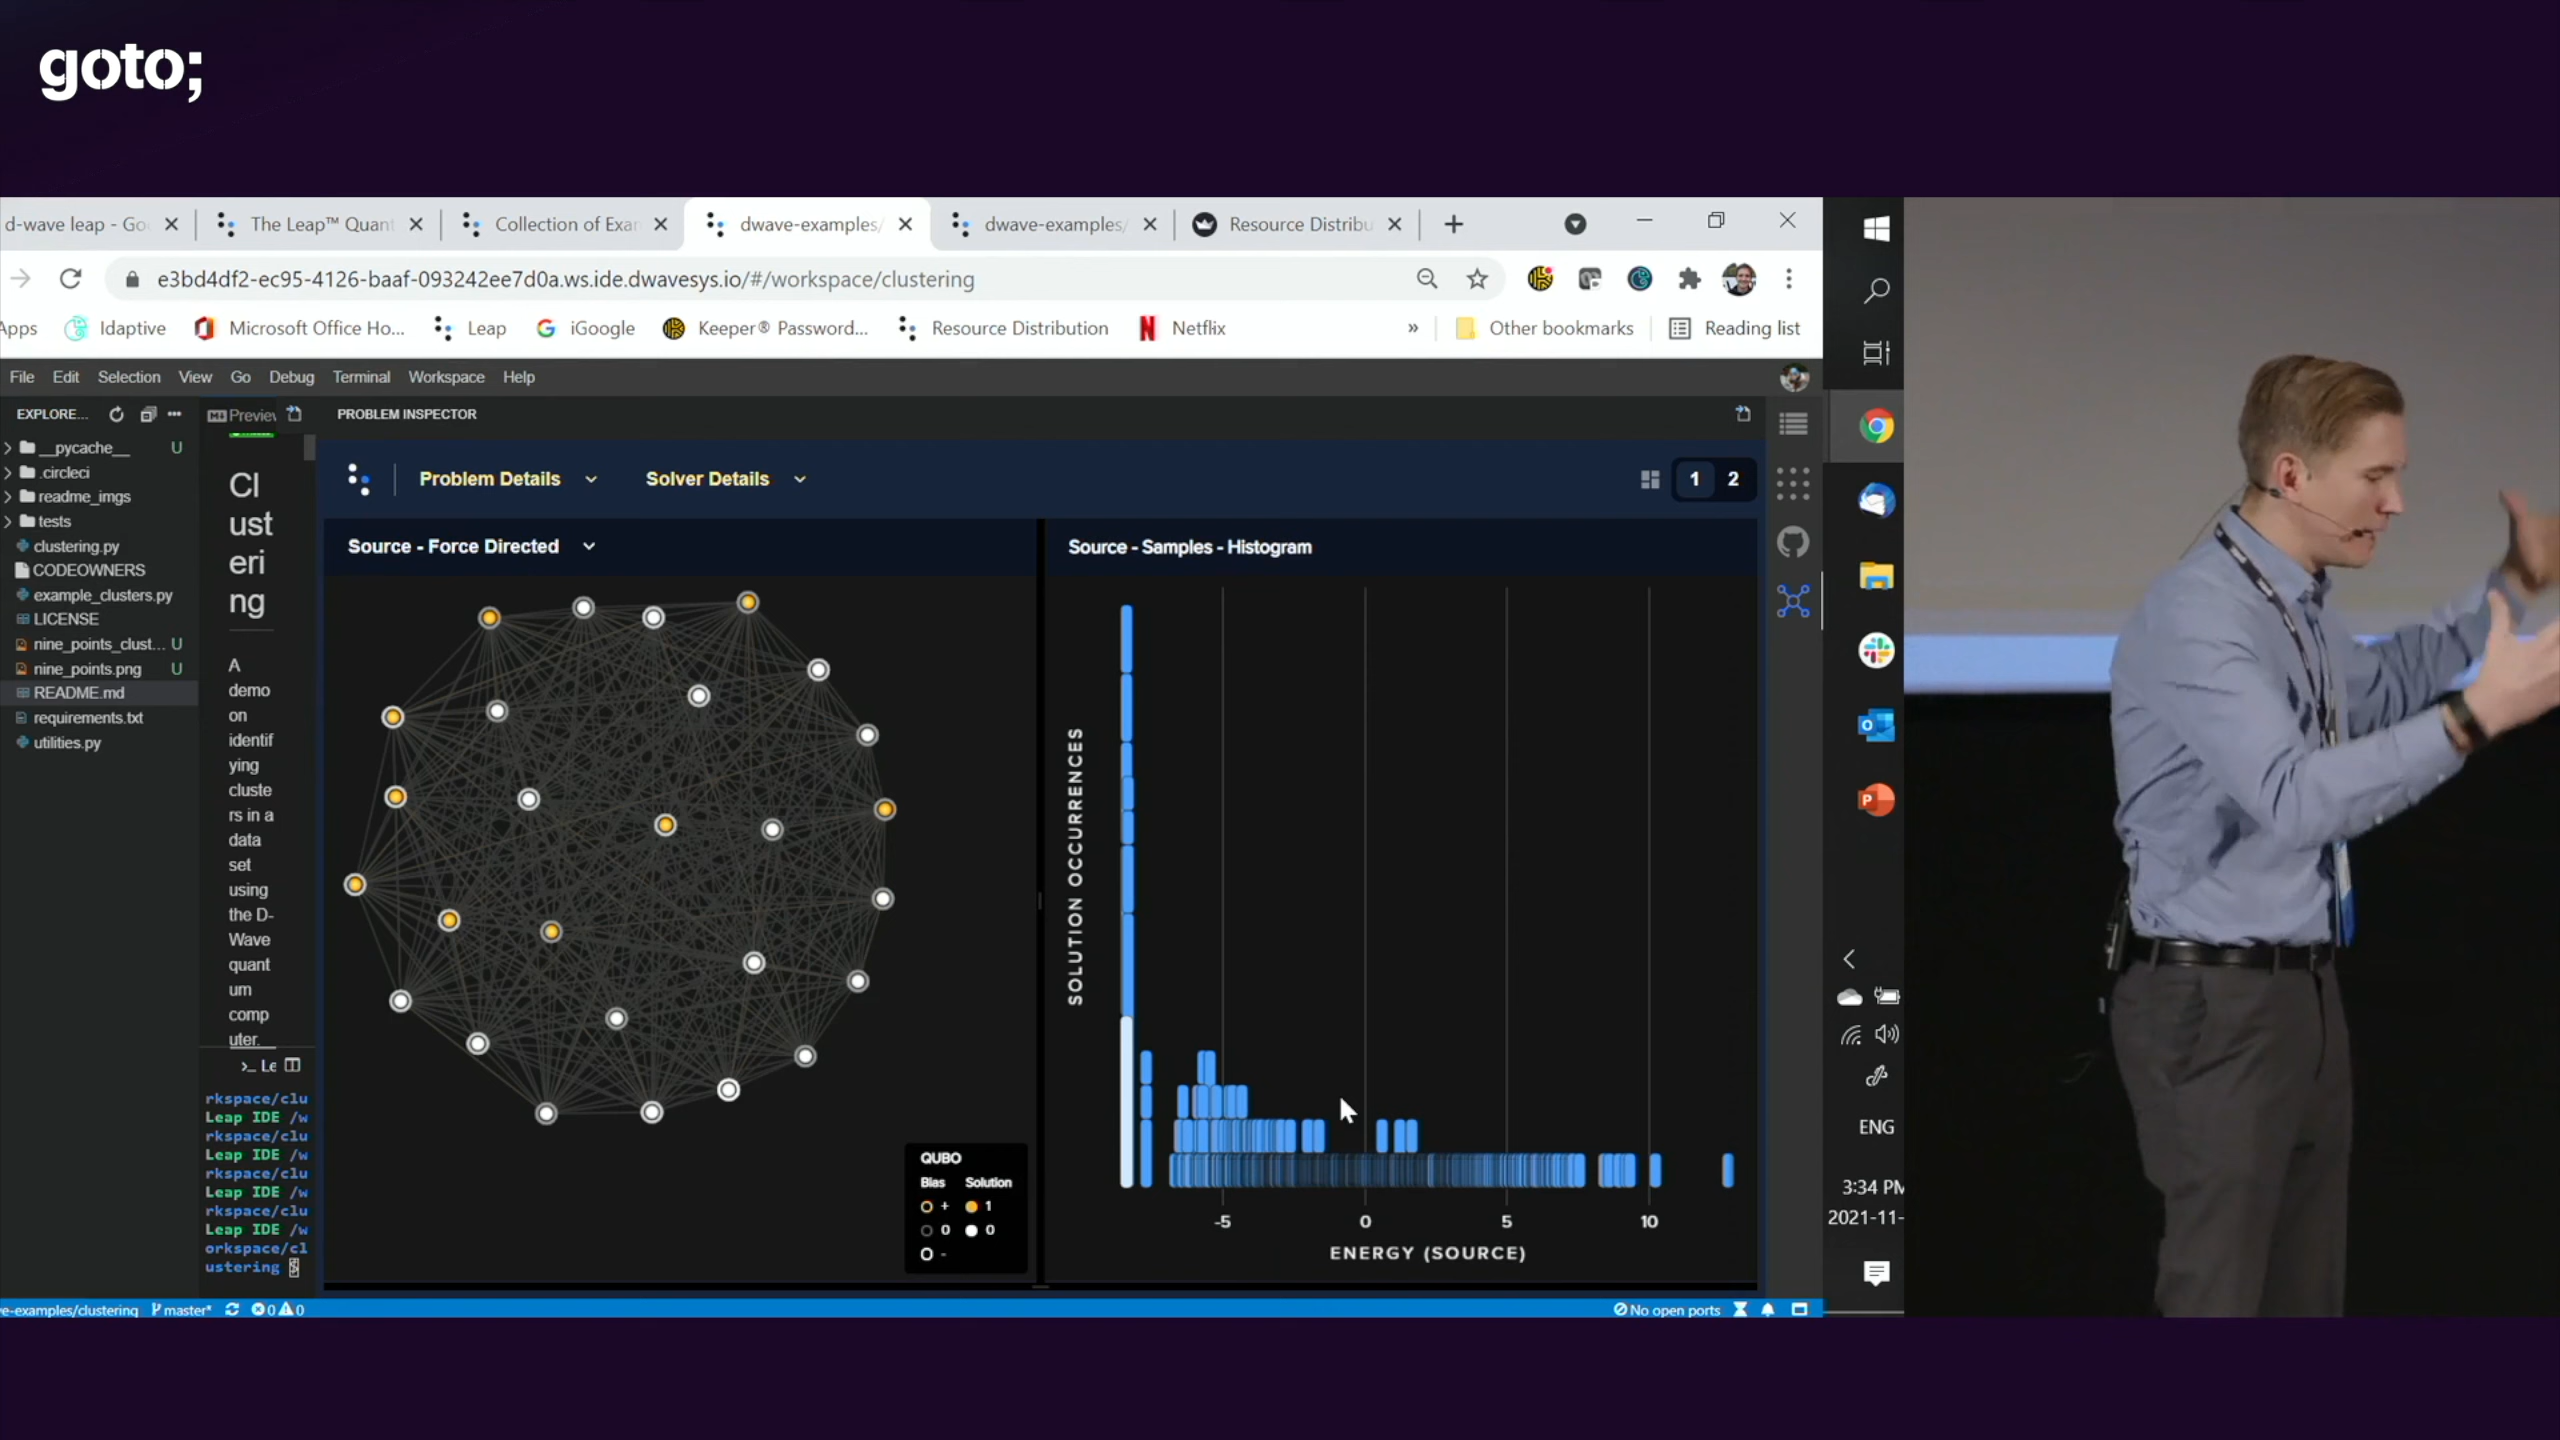 goto;
d-wave leap - Go
The Leap™ Quant
Collection of Exar
dwave-examples/
dwave-examples/
Resource Distribu
e3bd4df2-ec95-4126-baaf-093242ee7d0a.ws.ide.dwavesys.io/#/workspace/clustering
Apps
Idaptive
Microsoft Office Ho...
Leap
iGoogle
Keeper® Password...
Resource Distribution
Netflix
»
Other bookmarks
Reading list
File Edit Selection View Go Debug Terminal Workspace Help
EXPLORE...
Preview
PROBLEM INSPECTOR
__pycache__ U
.circleci
readme_imgs
tests
clustering.py
CODEOWNERS
example_clusters.py
LICENSE
nine_points_clust... U
nine_points.png U
README.md
requirements.txt
utilities.py
Cl
ust
eri
ng
A
demo
on
identif
ying
cluste
rs in a
data
set
using
the D-
Wave
quant
um
comp
uter.
>_ Le
rkspace/clu
Leap IDE /w
rkspace/clu
Leap IDE /w
rkspace/clu
Leap IDE /w
rkspace/clu
Leap IDE /w
orkspace/cl
ustering $
Problem Details
Solver Details
1 2
Source - Force Directed
QUBO
Bias Solution
+ 1
0 0
-
Source - Samples - Histogram
SOLUTION OCCURRENCES
-5 0 5 10
ENERGY (SOURCE)
ve-examples/clustering
master*
0 0
No open ports
ENG
3:34 PM
2021-11-